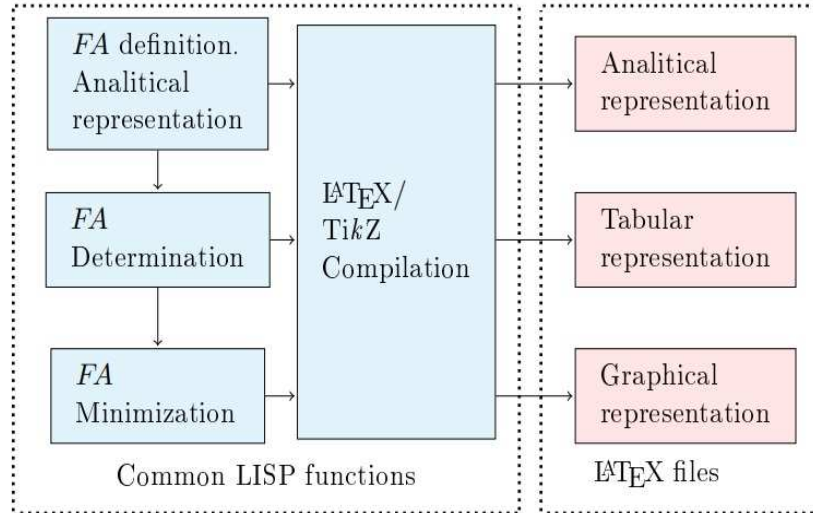 FA definition.
Analitical
representation
FA
Determination
FA
Minimization
LATEX/
TikZ
Compilation
Common LISP functions
Analitical
representation
Tabular
representation
Graphical
representation
LATEX files